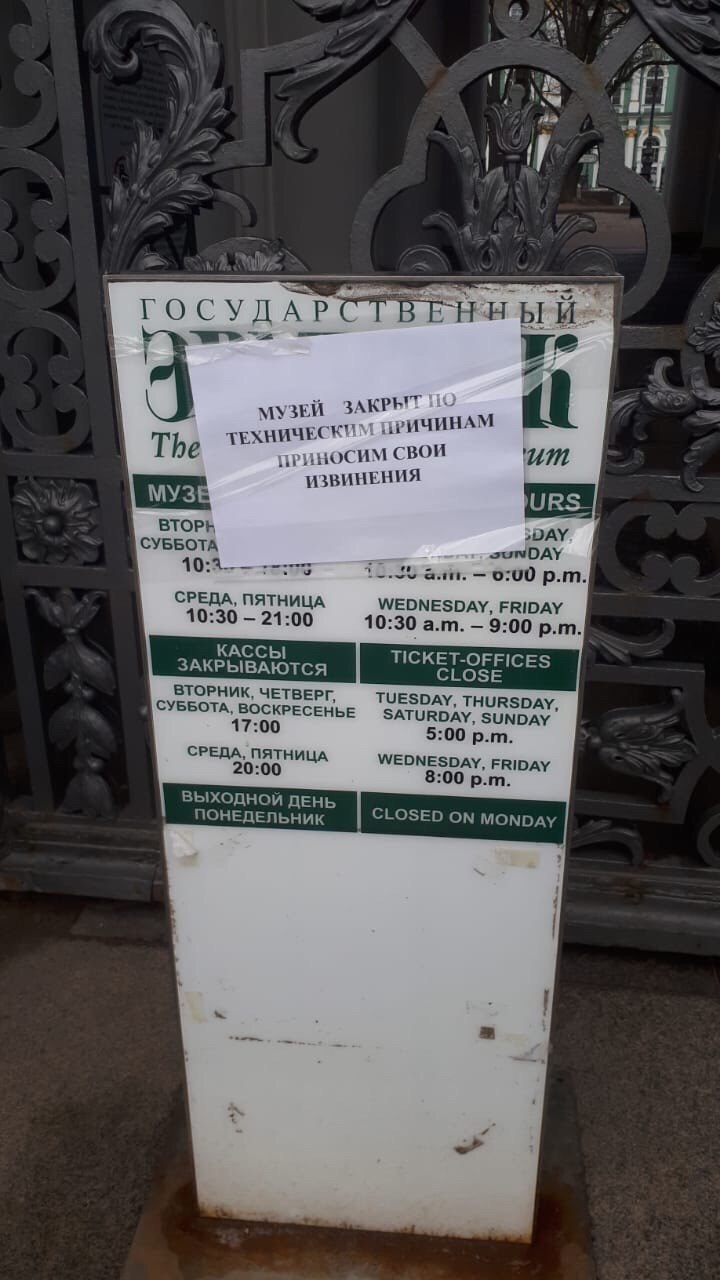 ГОСУДАРСТВЕННЫЙ
The
МУЗЕЙ ЗАКРЫТ ПО
ТЕХНИЧЕСКИМ ПРИЧИНАМ
ПРИНОСИМ СВОИ
ИЗВИНЕНИЯ
СУББОТА
SUNDAY
10:30 a.m. – 6:00 p.m.
СРЕДА, ПЯТНИЦА
10:30 – 21:00
WEDNESDAY, FRIDAY
10:30 a.m. – 9:00 p.m.
КАССЫ
ЗАКРЫВАЮТСЯ
TICKET-OFFICES
CLOSE
ВТОРНИК, ЧЕТВЕРГ,
СУББОТА, ВОСКРЕСЕНЬЕ
17:00
TUESDAY, THURSDAY,
SATURDAY, SUNDAY
5:00 p.m.
СРЕДА, ПЯТНИЦА
20:00
WEDNESDAY, FRIDAY
8:00 p.m.
ВЫХОДНОЙ ДЕНЬ
ПОНЕДЕЛЬНИК
CLOSED ON MONDAY